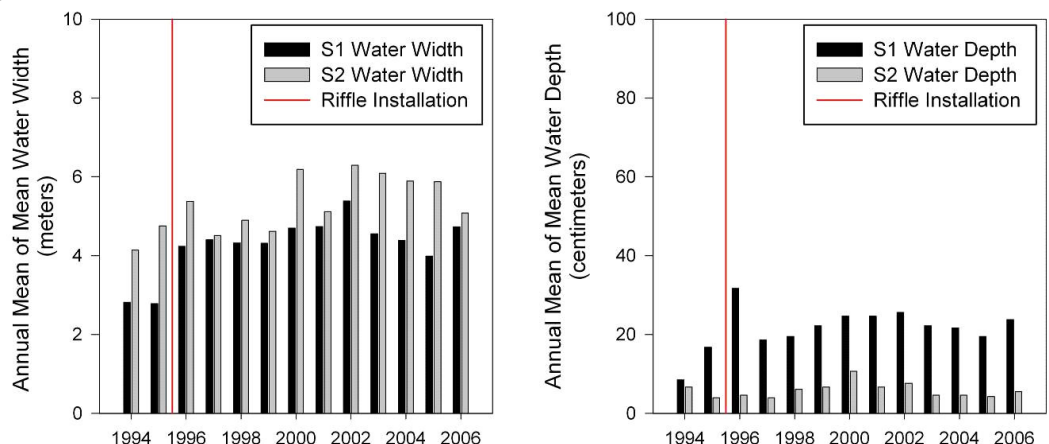 Annual Mean of Mean Water Width
(meters)
10
8
6
4
2
0
S1 Water Width
S2 Water Width
Riffle Installation
1994 1996 1998 2000 2002 2004 2006
Annual Mean of Mean Water Depth
(centimeters)
100
80
60
40
20
0
S1 Water Depth
S2 Water Depth
Riffle Installation
1994 1996 1998 2000 2002 2004 2006